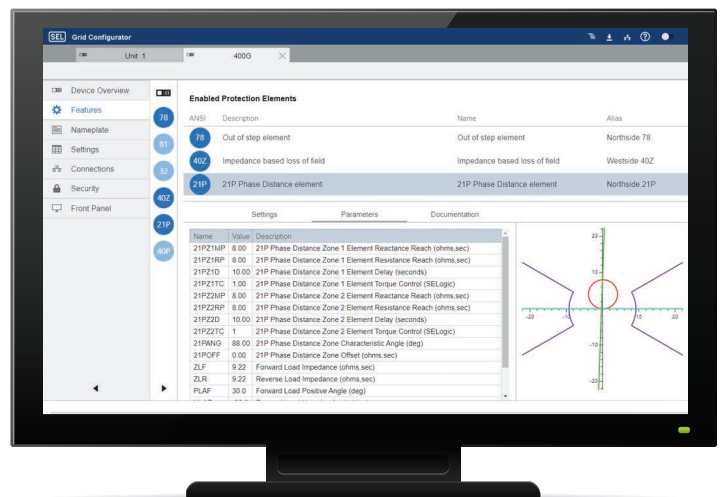 SEL Grid Configurator
Unit 1
400G
Device Overview
Features
Nameplate
Settings
Connections
Security
Front Panel
78
81
32
40Z
21P
40P
Enabled Protection Elements
ANSI Description Name Alias
78 Out of step element Out of step element Northside 78
40Z Impedance based loss of field Impedance based loss of field Westside 40Z
21P 21P Phase Distance element 21P Phase Distance element Northside 21P
Settings Parameters Documentation
Name Value Description
21PZ1MP 8.00 21P Phase Distance Zone 1 Element Reactance Reach (ohms,sec)
21PZ1RP 8.00 21P Phase Distance Zone 1 Element Resistance Reach (ohms,sec)
21PZ1D 10.00 21P Phase Distance Zone 1 Element Delay (seconds)
21PZ1TC 1.00 21P Phase Distance Zone 1 Element Torque Control (SELogic)
21PZ2MP 8.00 21P Phase Distance Zone 2 Element Reactance Reach (ohms,sec)
21PZ2RP 8.00 21P Phase Distance Zone 2 Element Resistance Reach (ohms,sec)
21PZ2D 10.00 21P Phase Distance Zone 2 Element Delay (seconds)
21PZ2TC 1 21P Phase Distance Zone 2 Element Torque Control (SELogic)
21PANG 88.00 21P Phase Distance Zone Characteristic Angle (deg)
21POFF 0.00 21P Phase Distance Zone Offset (ohms,sec)
ZLF 9.22 Forward Load Impedance (ohms,sec)
ZLR 9.22 Reverse Load Impedance (ohms,sec)
PLAF 30.0 Forward Load Positive Angle (deg)
20
10
-20 -10 10 20
-10
-20